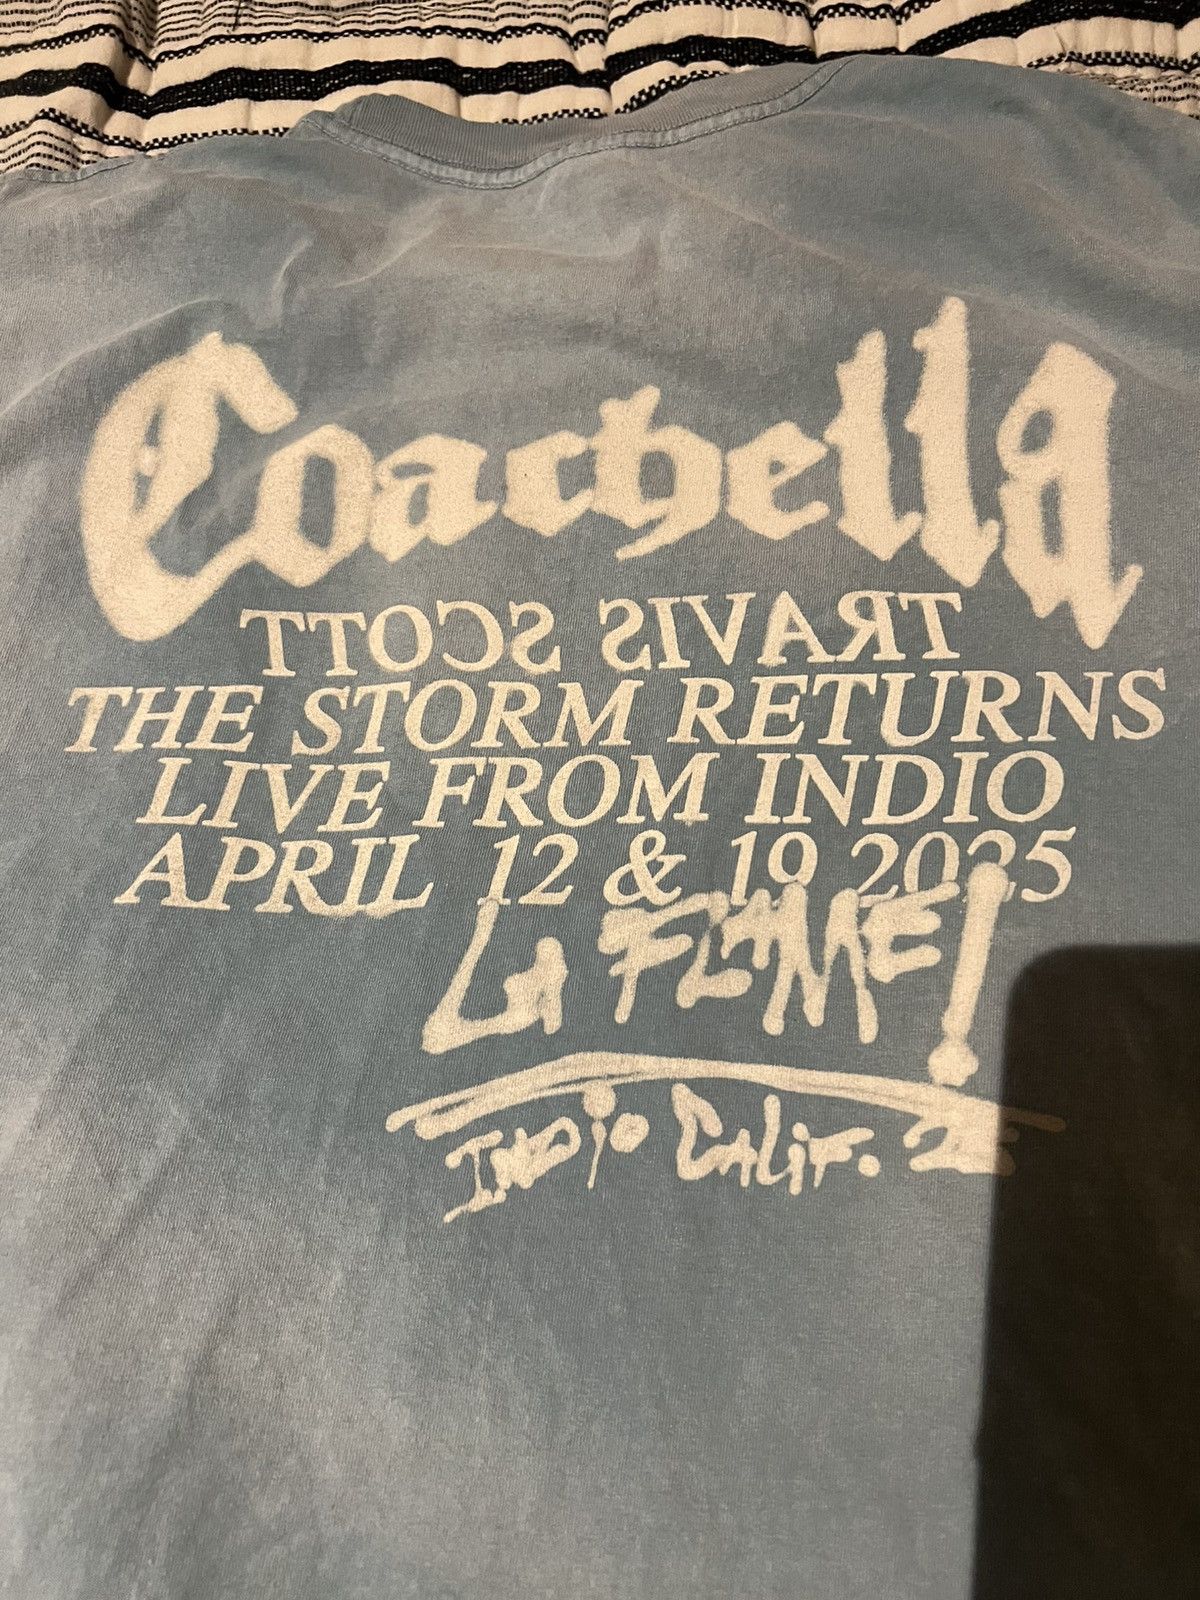 Coachella
TRAVIS SCOTT
THE STORM RETURNS
LIVE FROM INDIO
APRIL 12 & 19 2025
LA FLAME!
INDIO CALIF.